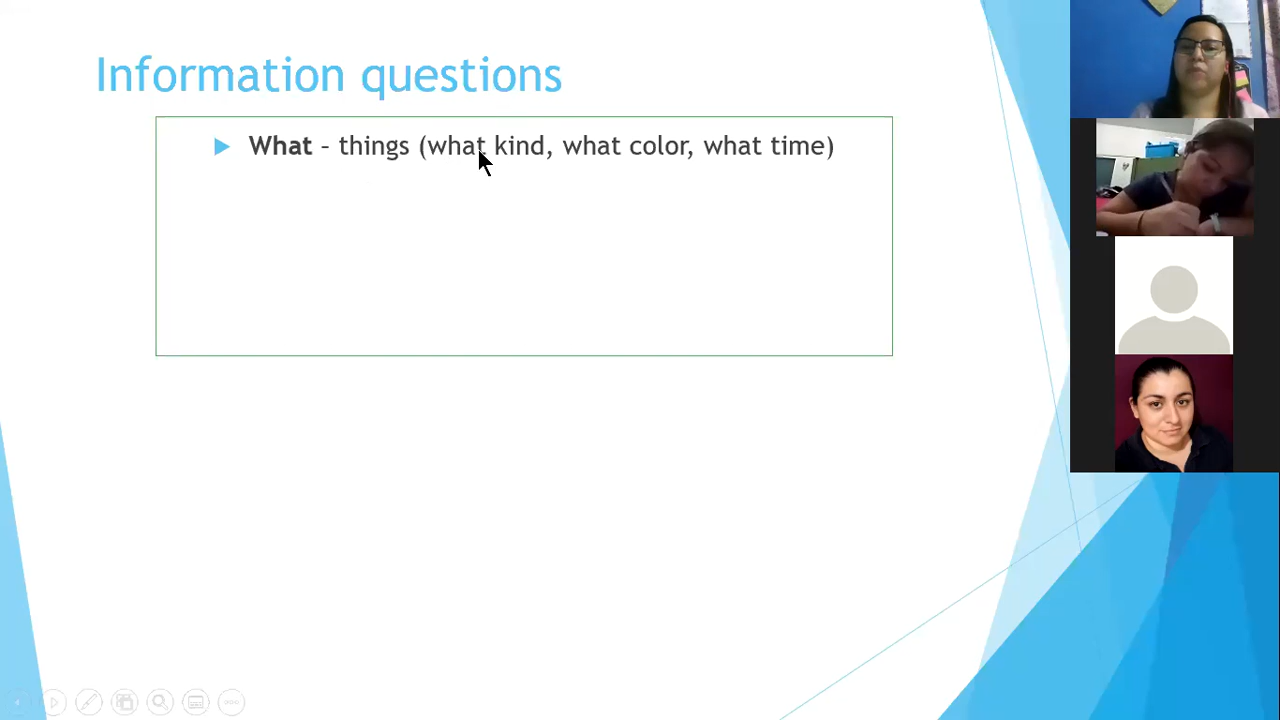 Information questions
What – things (what kind, what color, what time)